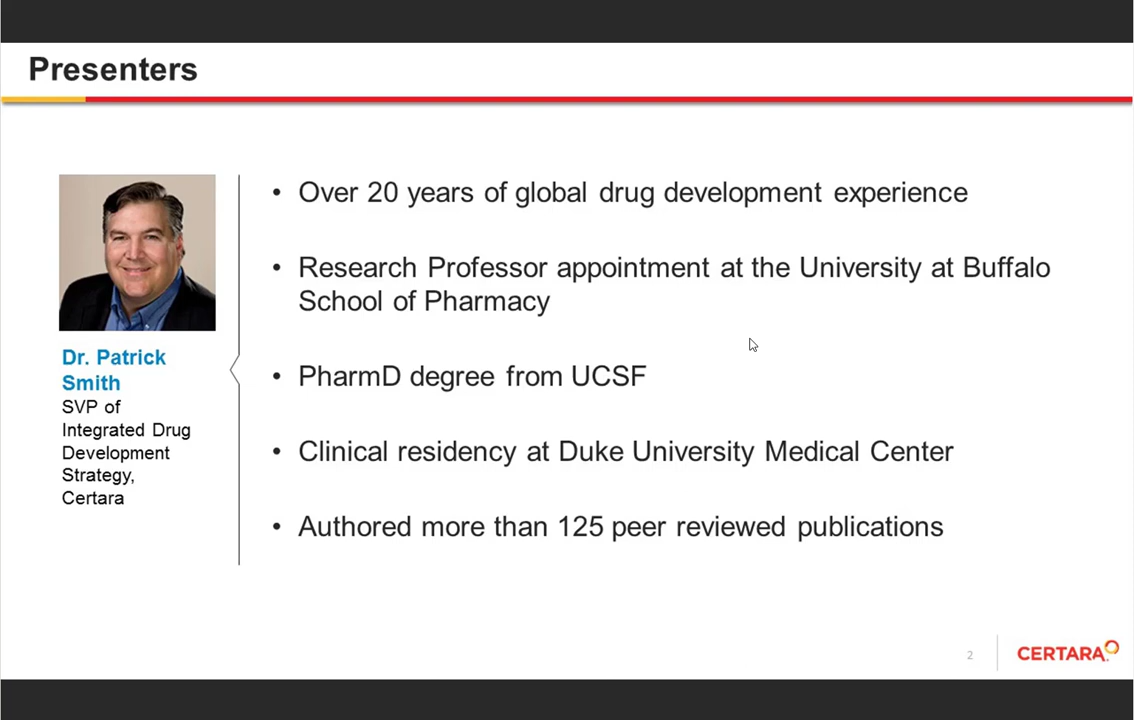 Presenters
Dr. Patrick
Smith
SVP of
Integrated Drug
Development
Strategy,
Certara
• Over 20 years of global drug development experience
• Research Professor appointment at the University at Buffalo
School of Pharmacy
• PharmD degree from UCSF
• Clinical residency at Duke University Medical Center
• Authored more than 125 peer reviewed publications
2
CERTARA